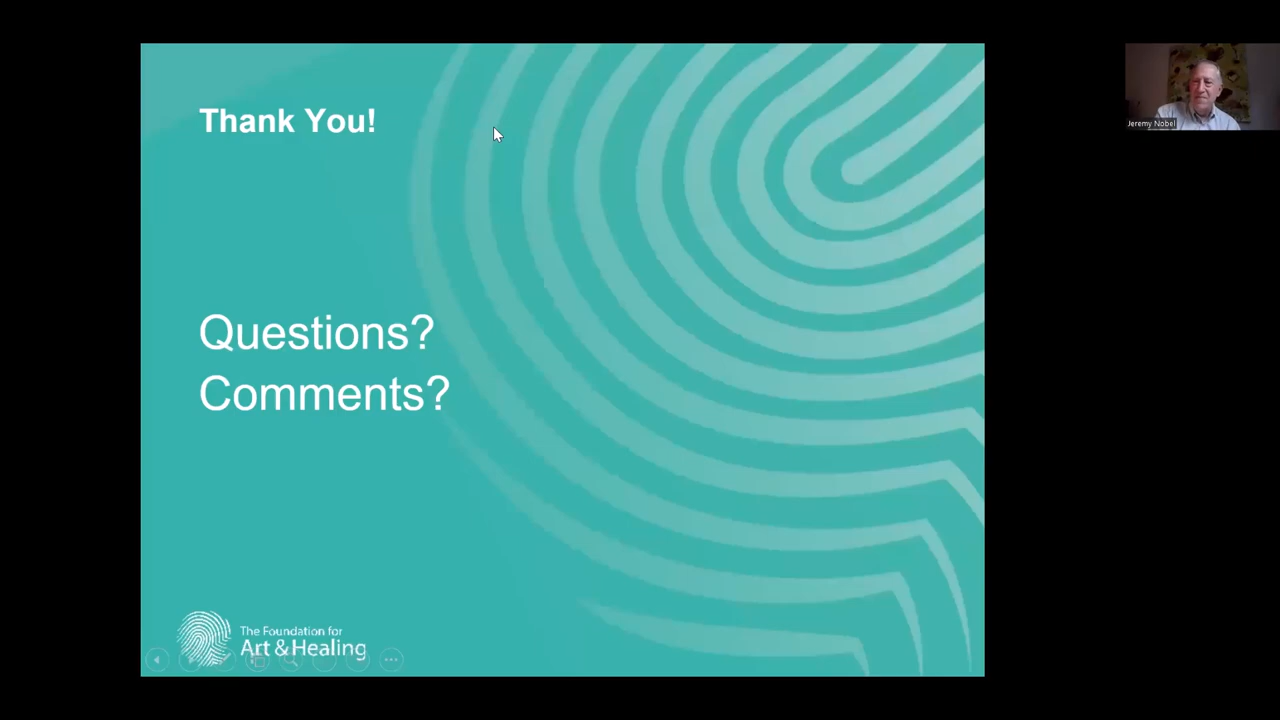 Thank You!
Jeremy Nobel
Questions?
Comments?
The Foundation for
Art & Healing